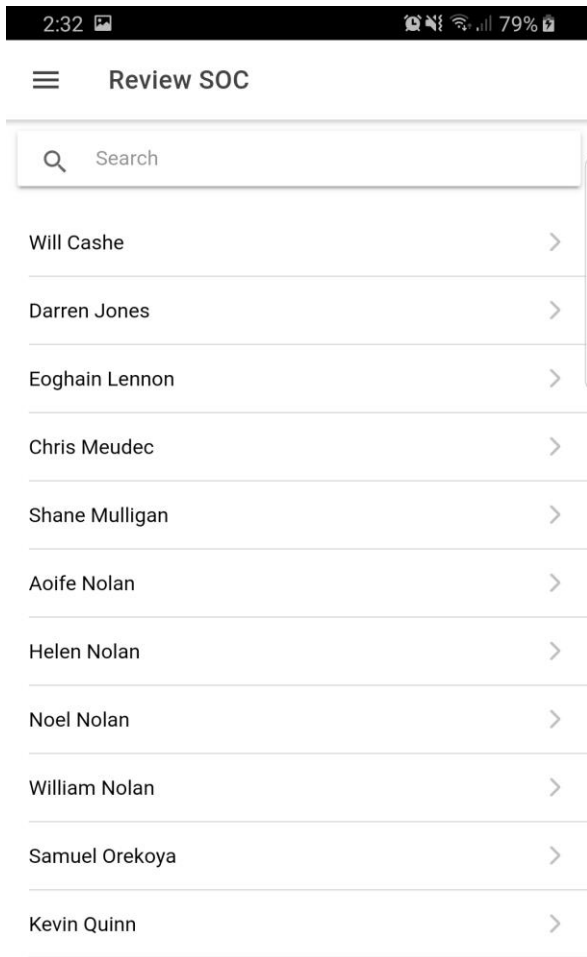 2:32 79%
Review SOC
Search
Will Cashe
Darren Jones
Eoghain Lennon
Chris Meudec
Shane Mulligan
Aoife Nolan
Helen Nolan
Noel Nolan
William Nolan
Samuel Orekoya
Kevin Quinn